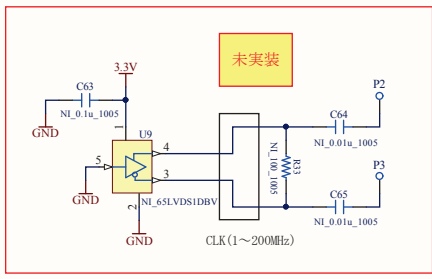 未実装
3.3V
C63
NI_0.1u_1005
GND
1
U9
4
5
3
GND
2
NI_65LVDS1DBV
GND
R33
NI_100_1005
C64
NI_0.01u_1005
P2
P3
C65
NI_0.01u_1005
CLK(1～200MHz)